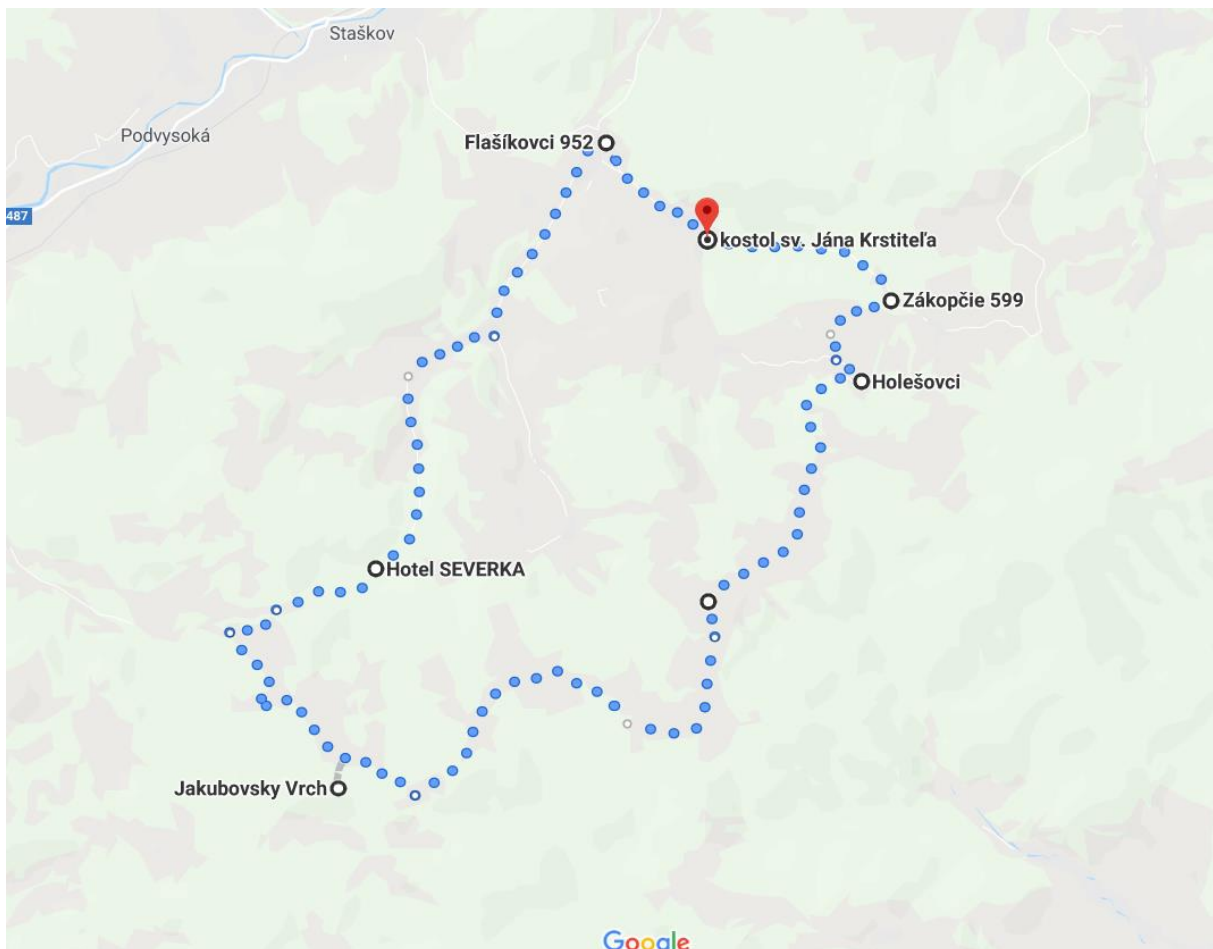 Staškov
Podvysoká
Flašíkovci 952
487
kostol sv. Jána Krstiteľa
Zákopčie 599
Holešovci
Hotel SEVERKA
Jakubovsky Vrch
Google